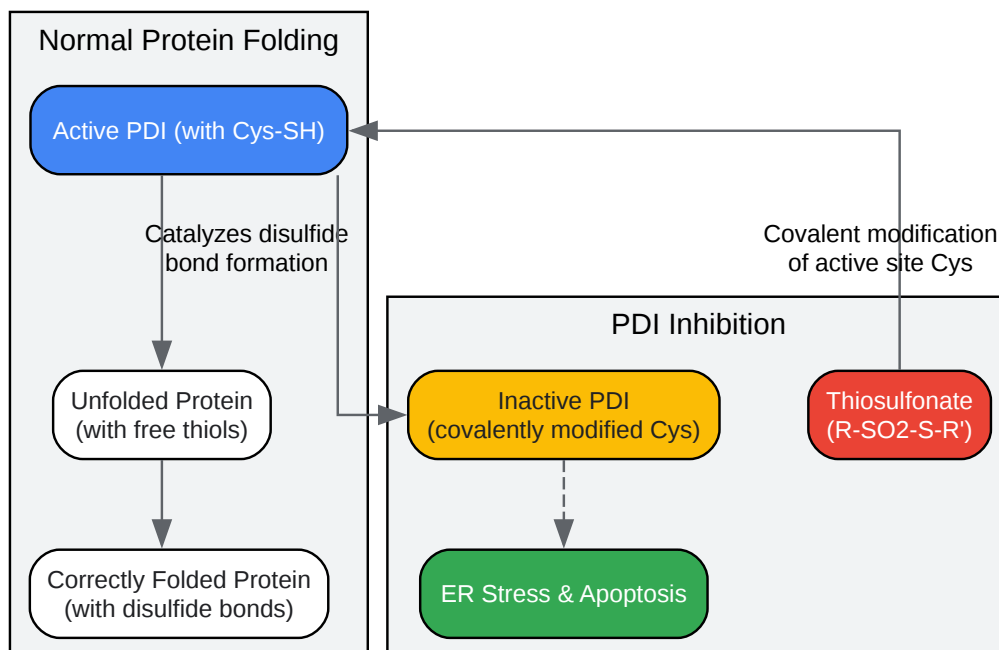 Normal Protein Folding
Active PDI (with Cys-SH)
Catalyzes disulfide
bond formation
Unfolded Protein
(with free thiols)
Correctly Folded Protein
(with disulfide bonds)
Covalent modification
of active site Cys
PDI Inhibition
Inactive PDI
(covalently modified Cys)
Thiosulfonate
(R-SO2-S-R')
ER Stress & Apoptosis